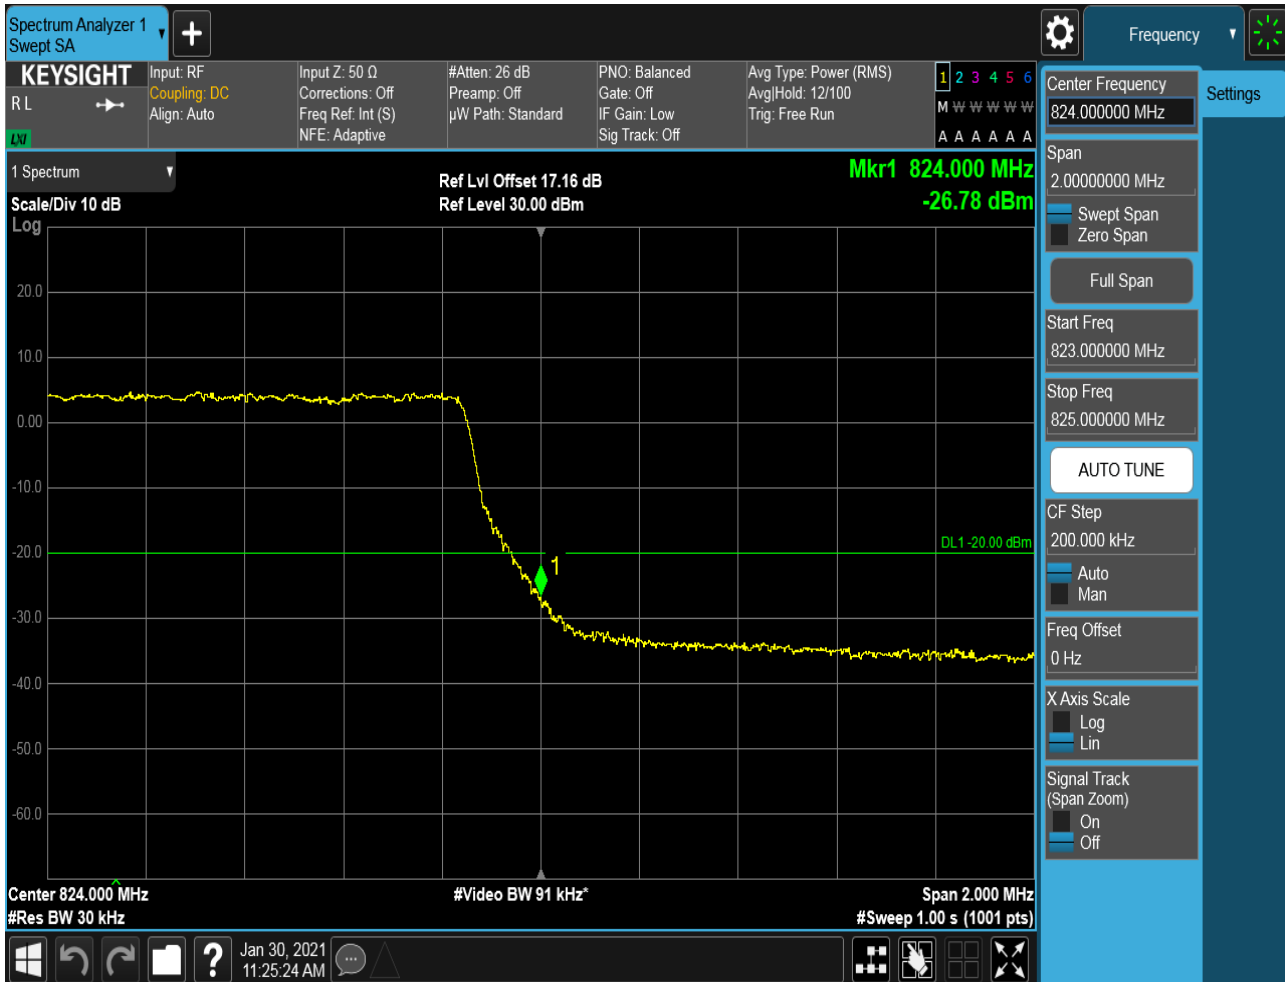 Spectrum Analyzer 1
Swept SA
+
Frequency
KEYSIGHT
R L
LXI
Input: RF
Coupling: DC
Align: Auto
Input Z: 50 Ω
Corrections: Off
Freq Ref: Int (S)
NFE: Adaptive
#Atten: 26 dB
Preamp: Off
µW Path: Standard
PNO: Balanced
Gate: Off
IF Gain: Low
Sig Track: Off
Avg Type: Power (RMS)
Avg|Hold: 12/100
Trig: Free Run
1 2 3 4 5 6
M W W W W W
A A A A A A
1 Spectrum
Scale/Div 10 dB
Log
Ref Lvl Offset 17.16 dB
Ref Level 30.00 dBm
Mkr1 824.000 MHz
-26.78 dBm
20.0
10.0
0.00
-10.0
-20.0
-30.0
-40.0
-50.0
-60.0
DL1 -20.00 dBm
1
Center 824.000 MHz
#Res BW 30 kHz
#Video BW 91 kHz*
Span 2.000 MHz
#Sweep 1.00 s (1001 pts)
Center Frequency
824.000000 MHz
Settings
Span
2.00000000 MHz
Swept Span
Zero Span
Full Span
Start Freq
823.000000 MHz
Stop Freq
825.000000 MHz
AUTO TUNE
CF Step
200.000 kHz
Auto
Man
Freq Offset
0 Hz
X Axis Scale
Log
Lin
Signal Track
(Span Zoom)
On
Off
?
Jan 30, 2021
11:25:24 AM